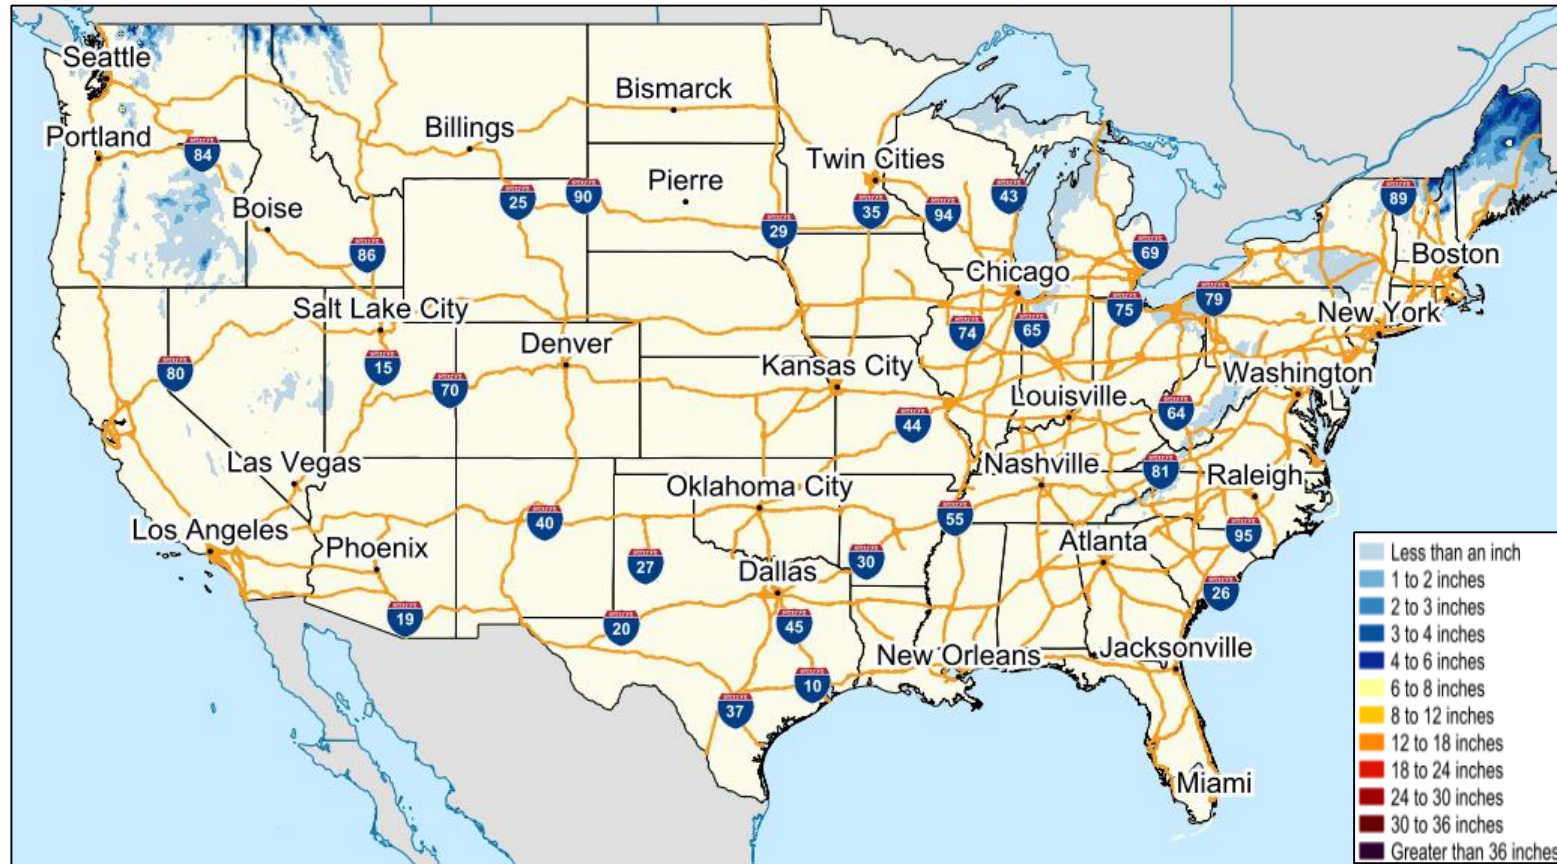 Seattle
Bismarck
Portland
Billings
84
Twin Cities
Pierre
25
90
43
89
Boise
35
94
29
86
69
Boston
Chicago
Salt Lake City
75
79
New York
74
65
Denver
80
15
70
Kansas City
Washington
Louisville
64
44
Las Vegas
Nashville
81
Raleigh
Oklahoma City
Los Angeles
40
55
Phoenix
Atlanta
95
27
30
Dallas
26
19
20
45
New Orleans
Jacksonville
10
37
Miami
Less than an inch
1 to 2 inches
2 to 3 inches
3 to 4 inches
4 to 6 inches
6 to 8 inches
8 to 12 inches
12 to 18 inches
18 to 24 inches
24 to 30 inches
30 to 36 inches
Greater than 36 inches